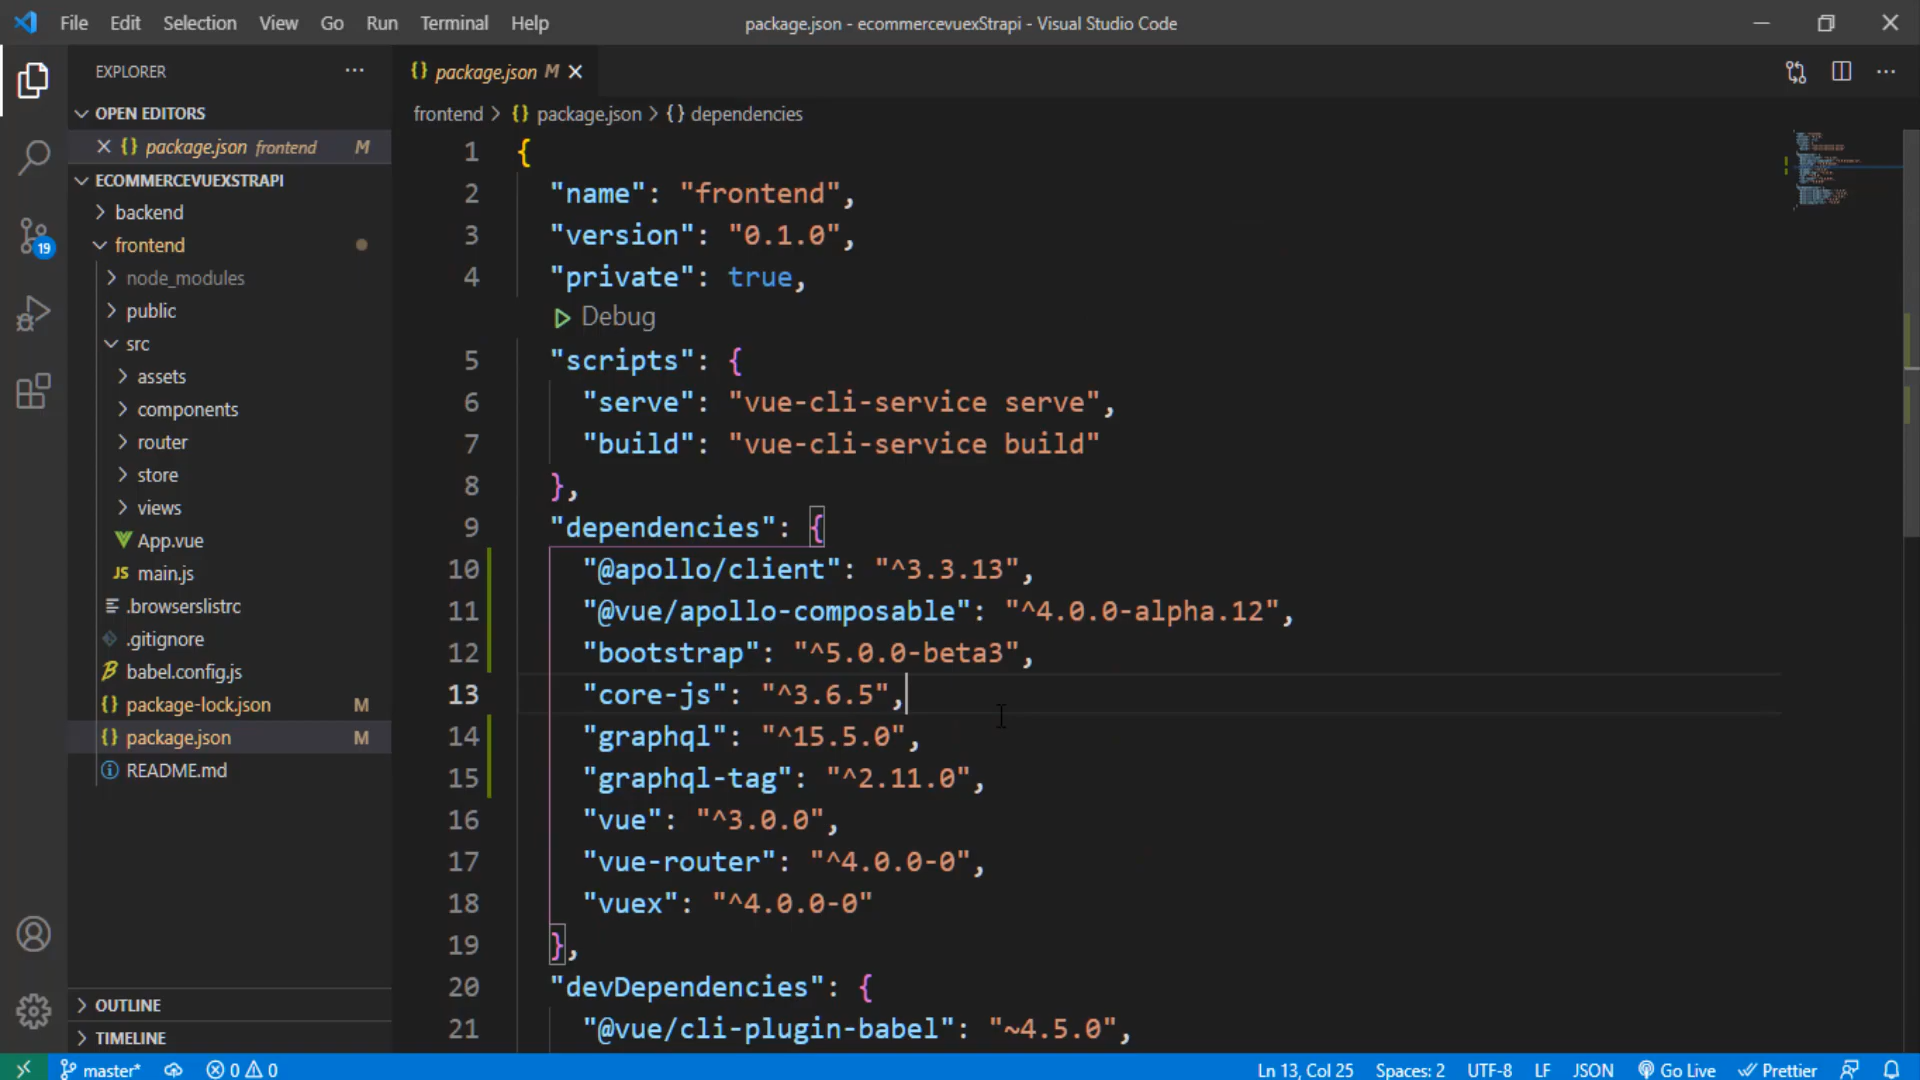 File Edit Selection View Go Run Terminal Help
package.json - ecommercevuexStrapi - Visual Studio Code
EXPLORER
OPEN EDITORS
package.json frontend M
ECOMMERCEVUEXSTRAPI
backend
frontend
node_modules
public
src
assets
components
router
store
views
App.vue
JS main.js
.browserslistrc
.gitignore
babel.config.js
{} package-lock.json M
{} package.json M
README.md
OUTLINE
TIMELINE
19
{} package.json M
frontend > {} package.json > {} dependencies
1 {
2 "name": "frontend",
3 "version": "0.1.0",
4 "private": true,
Debug
5 "scripts": {
6 "serve": "vue-cli-service serve",
7 "build": "vue-cli-service build"
8 },
9 "dependencies": {
10 "@apollo/client": "^3.3.13",
11 "@vue/apollo-composable": "^4.0.0-alpha.12",
12 "bootstrap": "^5.0.0-beta3",
13 "core-js": "^3.6.5",
14 "graphql": "^15.5.0",
15 "graphql-tag": "^2.11.0",
16 "vue": "^3.0.0",
17 "vue-router": "^4.0.0-0",
18 "vuex": "^4.0.0-0"
19 },
20 "devDependencies": {
21 "@vue/cli-plugin-babel": "~4.5.0",
master* 0 0 Ln 13, Col 25 Spaces: 2 UTF-8 LF JSON Go Live Prettier